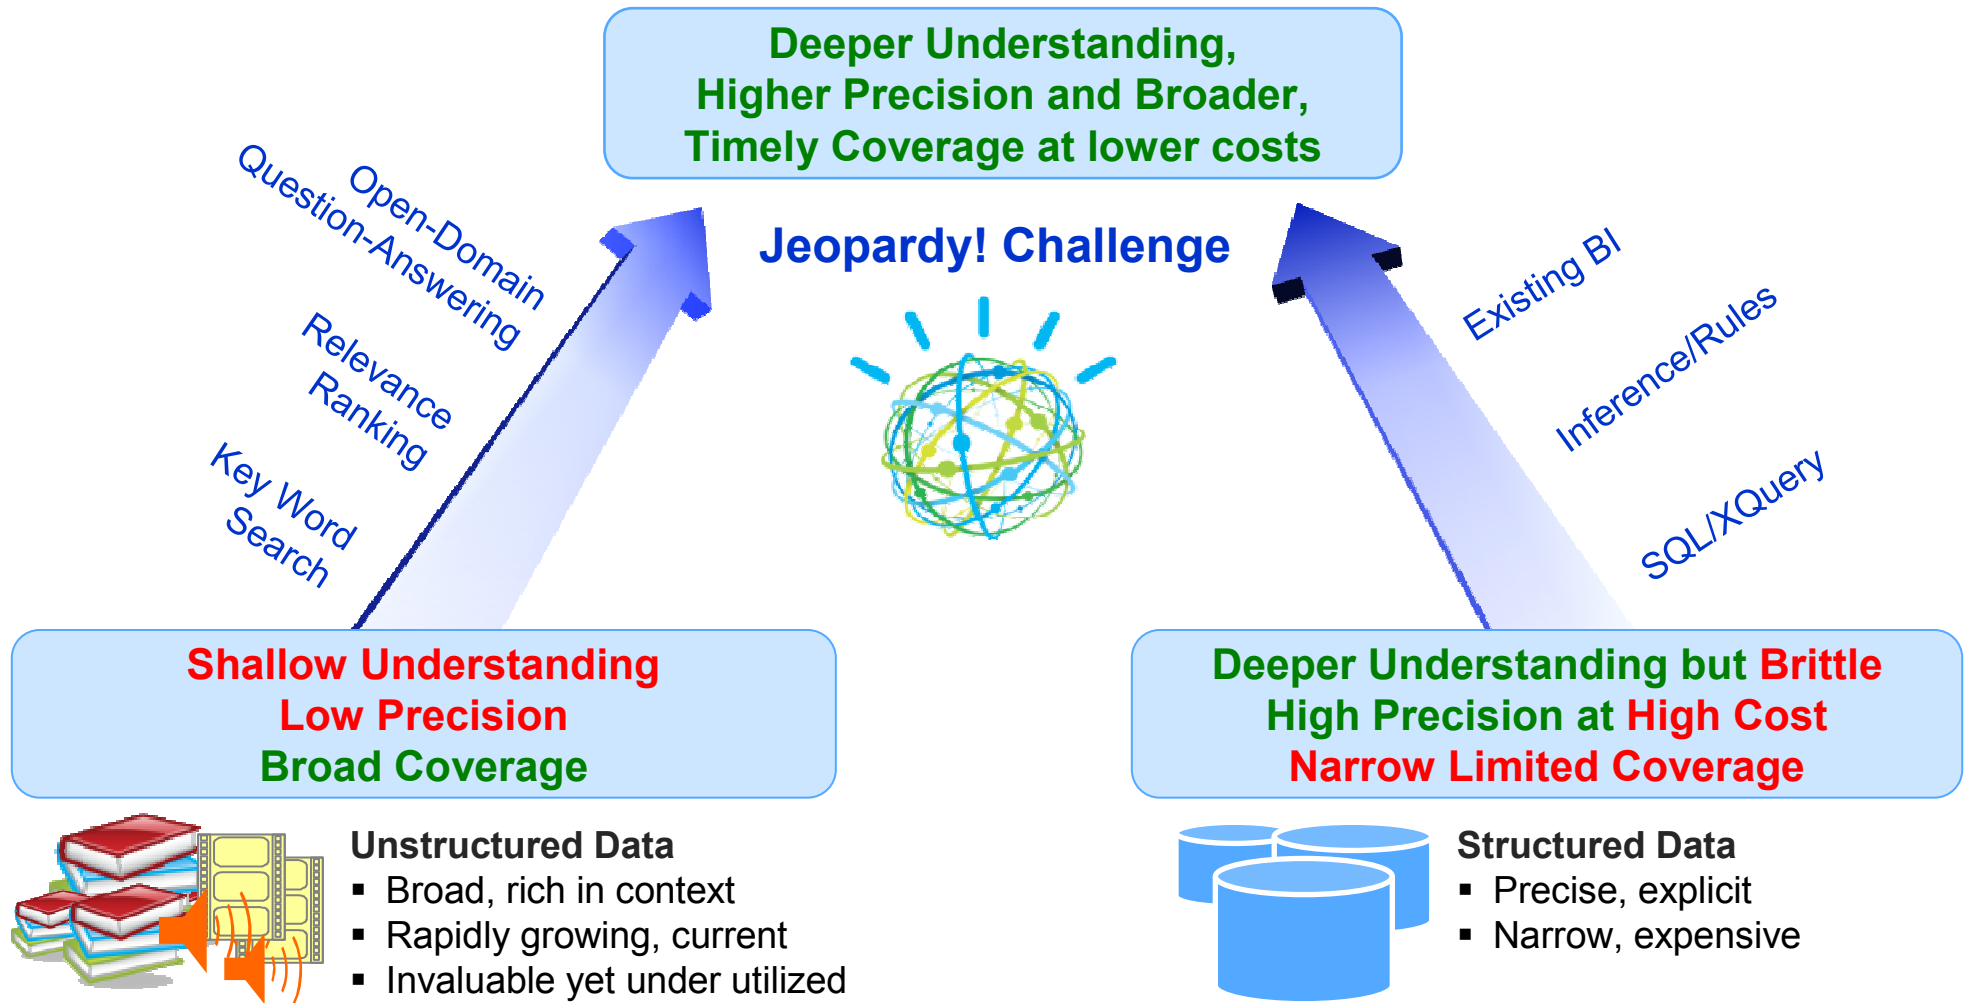 Deeper Understanding,
Higher Precision and Broader,
Timely Coverage at lower costs
Jeopardy! Challenge
Open-Domain
Question-Answering
Relevance
Ranking
Key Word
Search
Existing BI
Inference/Rules
SQL/XQuery
Shallow Understanding
Low Precision
Broad Coverage
Deeper Understanding but Brittle
High Precision at High Cost
Narrow Limited Coverage
Unstructured Data
▪ Broad, rich in context
▪ Rapidly growing, current
▪ Invaluable yet under utilized
Structured Data
▪ Precise, explicit
▪ Narrow, expensive